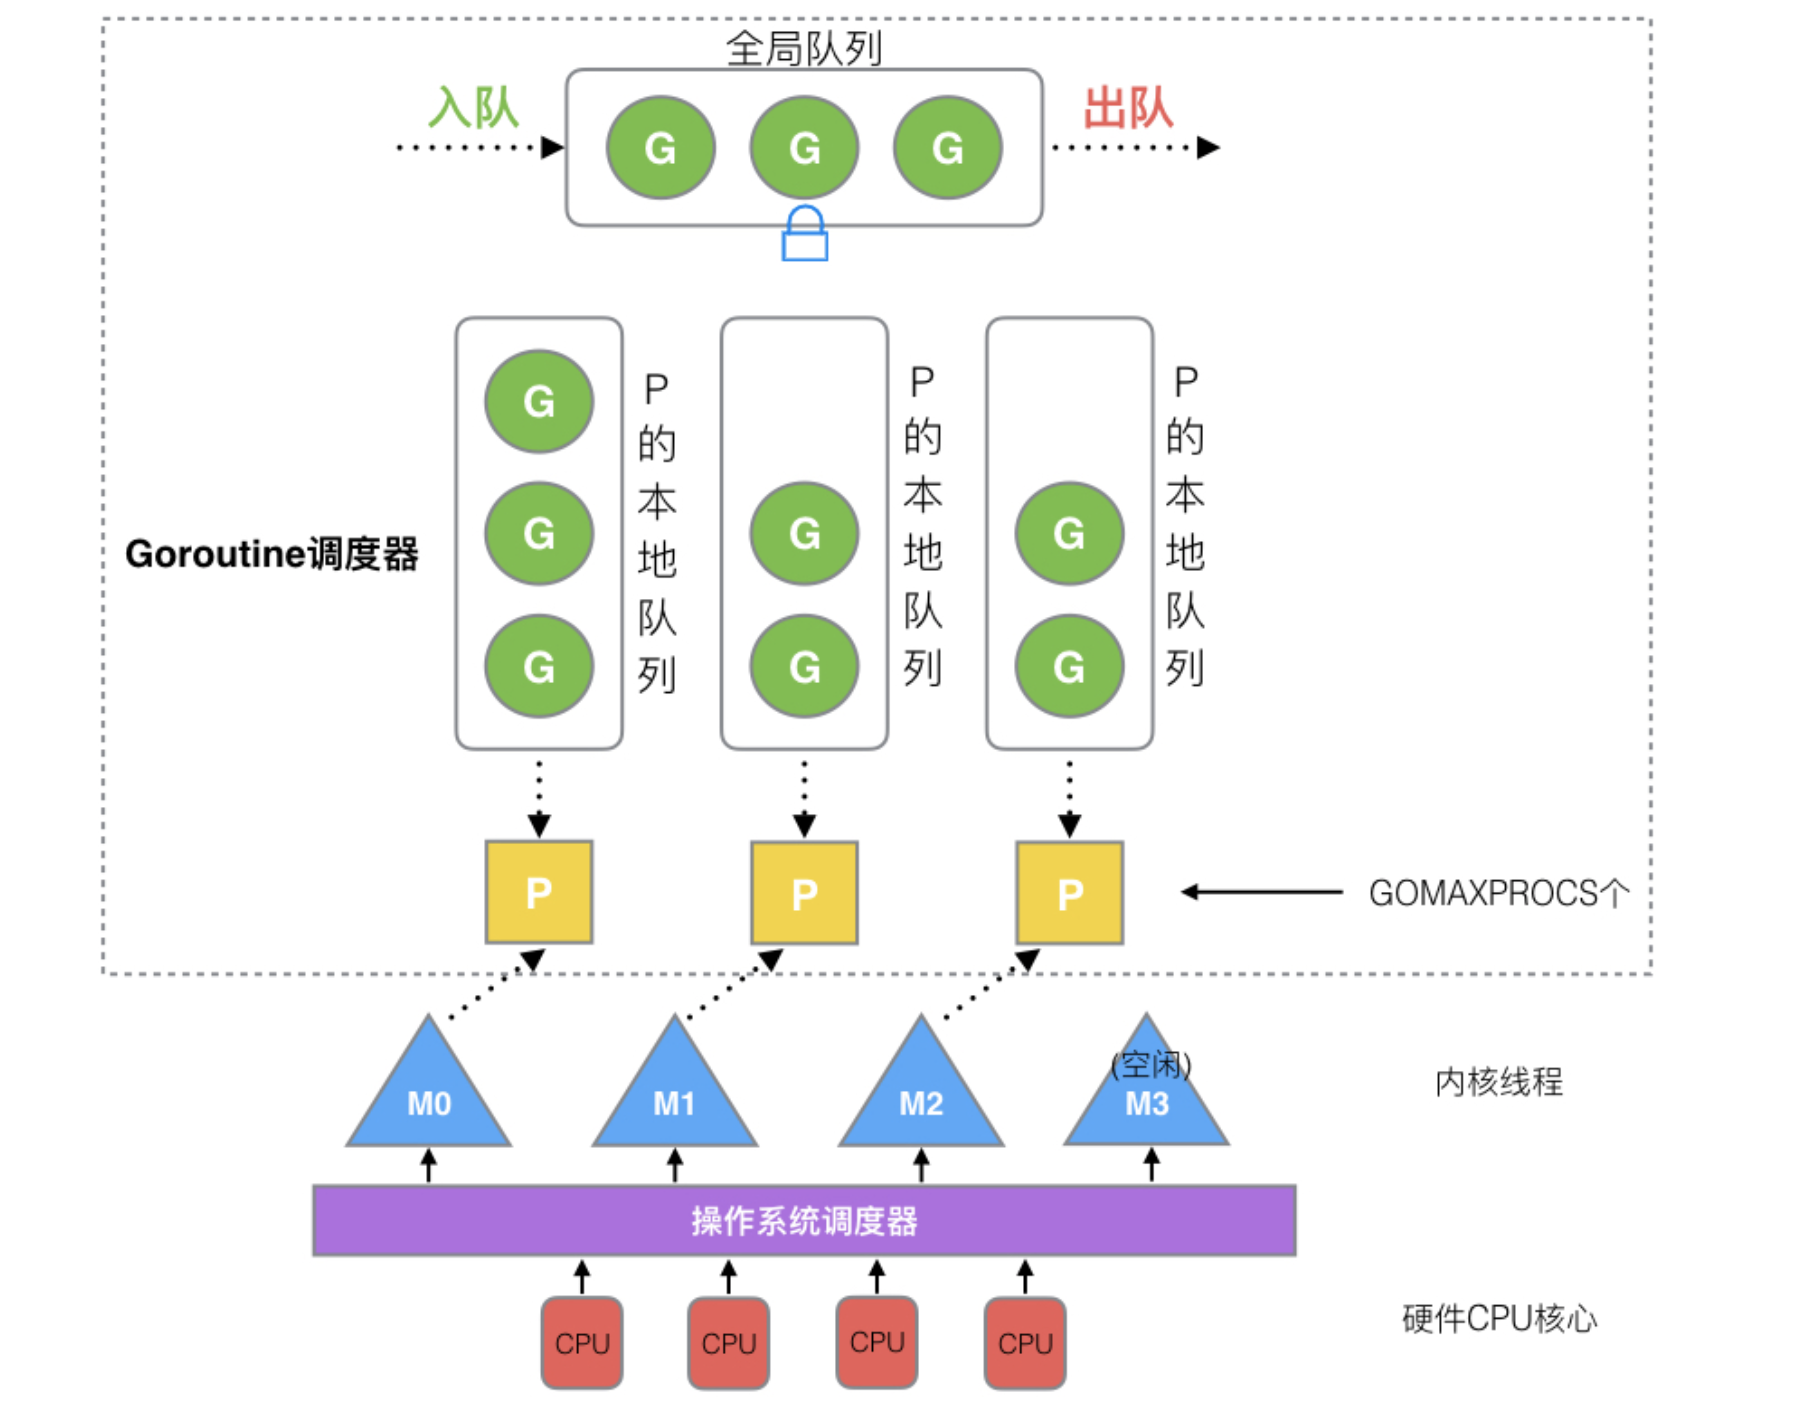 全局队列
入队
出队
G G G
G
G G G
G G G
P的本地队列
P的本地队列
P的本地队列
Goroutine调度器
P P P
GOMAXPROCS个
(空闲)
M0 M1 M2 M3
内核线程
操作系统调度器
CPU CPU CPU CPU
硬件CPU核心